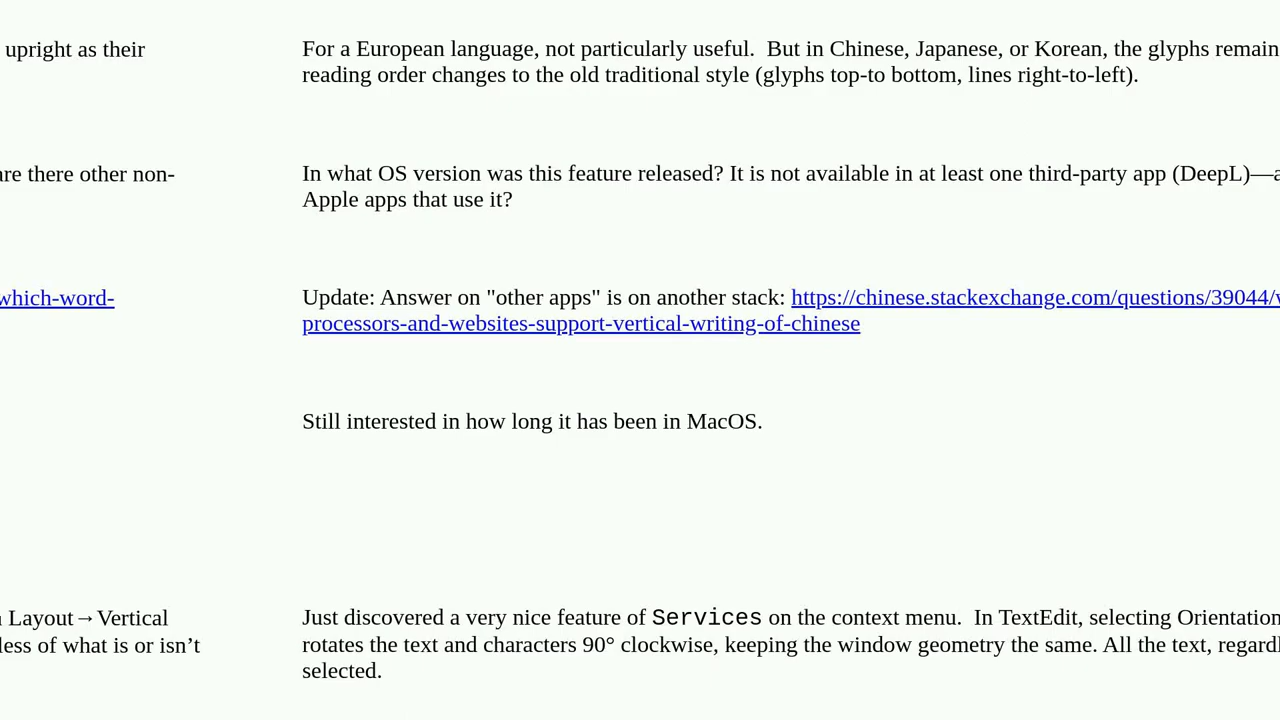 upright as their
are there other non-
which-word-
Layout→Vertical
less of what is or isn’t
For a European language, not particularly useful.  But in Chinese, Japanese, or Korean, the glyphs remain
reading order changes to the old traditional style (glyphs top-to bottom, lines right-to-left).
In what OS version was this feature released? It is not available in at least one third-party app (DeepL)—a
Apple apps that use it?
Update: Answer on "other apps" is on another stack: https://chinese.stackexchange.com/questions/39044/w
processors-and-websites-support-vertical-writing-of-chinese
Still interested in how long it has been in MacOS.
Just discovered a very nice feature of Services on the context menu.  In TextEdit, selecting Orientation
rotates the text and characters 90° clockwise, keeping the window geometry the same. All the text, regardl
selected.